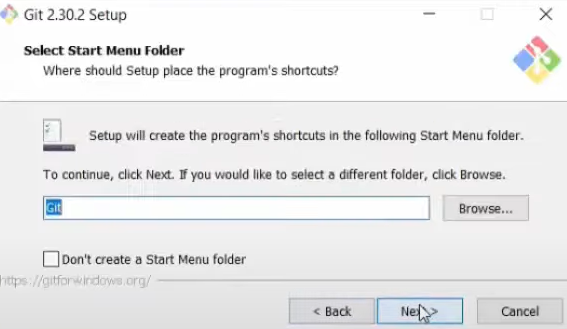 Git 2.30.2 Setup
Select Start Menu Folder
Where should Setup place the program's shortcuts?
Setup will create the program's shortcuts in the following Start Menu folder.
To continue, click Next. If you would like to select a different folder, click Browse.
Git
Browse...
Don't create a Start Menu folder
https://gitforwindows.org/
< Back
Next >
Cancel